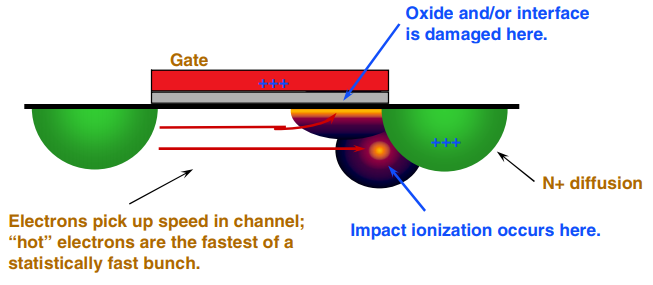 Oxide and/or interface
is damaged here.
Gate
+++
+++
N+ diffusion
Electrons pick up speed in channel;
“hot” electrons are the fastest of a
statistically fast bunch.
Impact ionization occurs here.